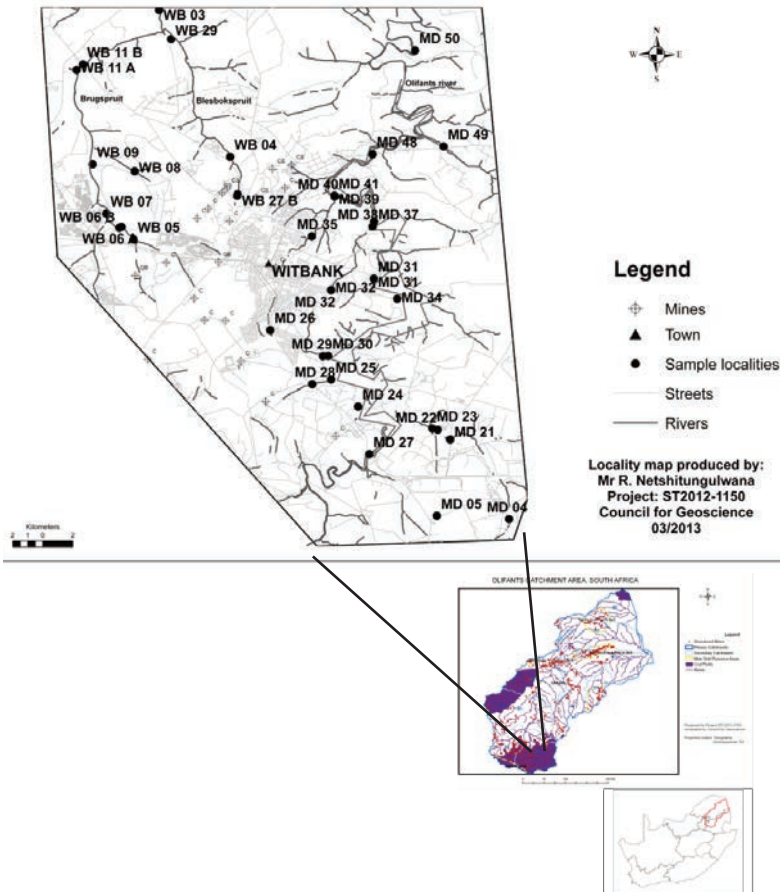 WB 03
WB 29
MD 50
WB 11 B
WB 11 A
Olifants river
Brugspruit
Blesbokspruit
MD 49
MD 48
WB 04
WB 09
WB 08
MD 40 MD 41
MD 39
WB 27 B
WB 07
MD 38 MD 37
WB 06 B
WB 05
MD 35
WB 06 A
WITBANK
MD 31
MD 31
MD 32
MD 34
MD 32
MD 26
MD 29 MD 30
MD 25
MD 28
MD 24
MD 22 MD 23
MD 21
MD 27
MD 05
MD 04
N
W E
S
Legend
Mines
Town
Sample localities
Streets
Rivers
Locality map produced by:
Mr R. Netshitungulwana
Project: ST2012-1150
Council for Geoscience
03/2013
Kilometers
2 1 0 2
OLIFANTS CATCHMENT AREA, SOUTH AFRICA
Legend